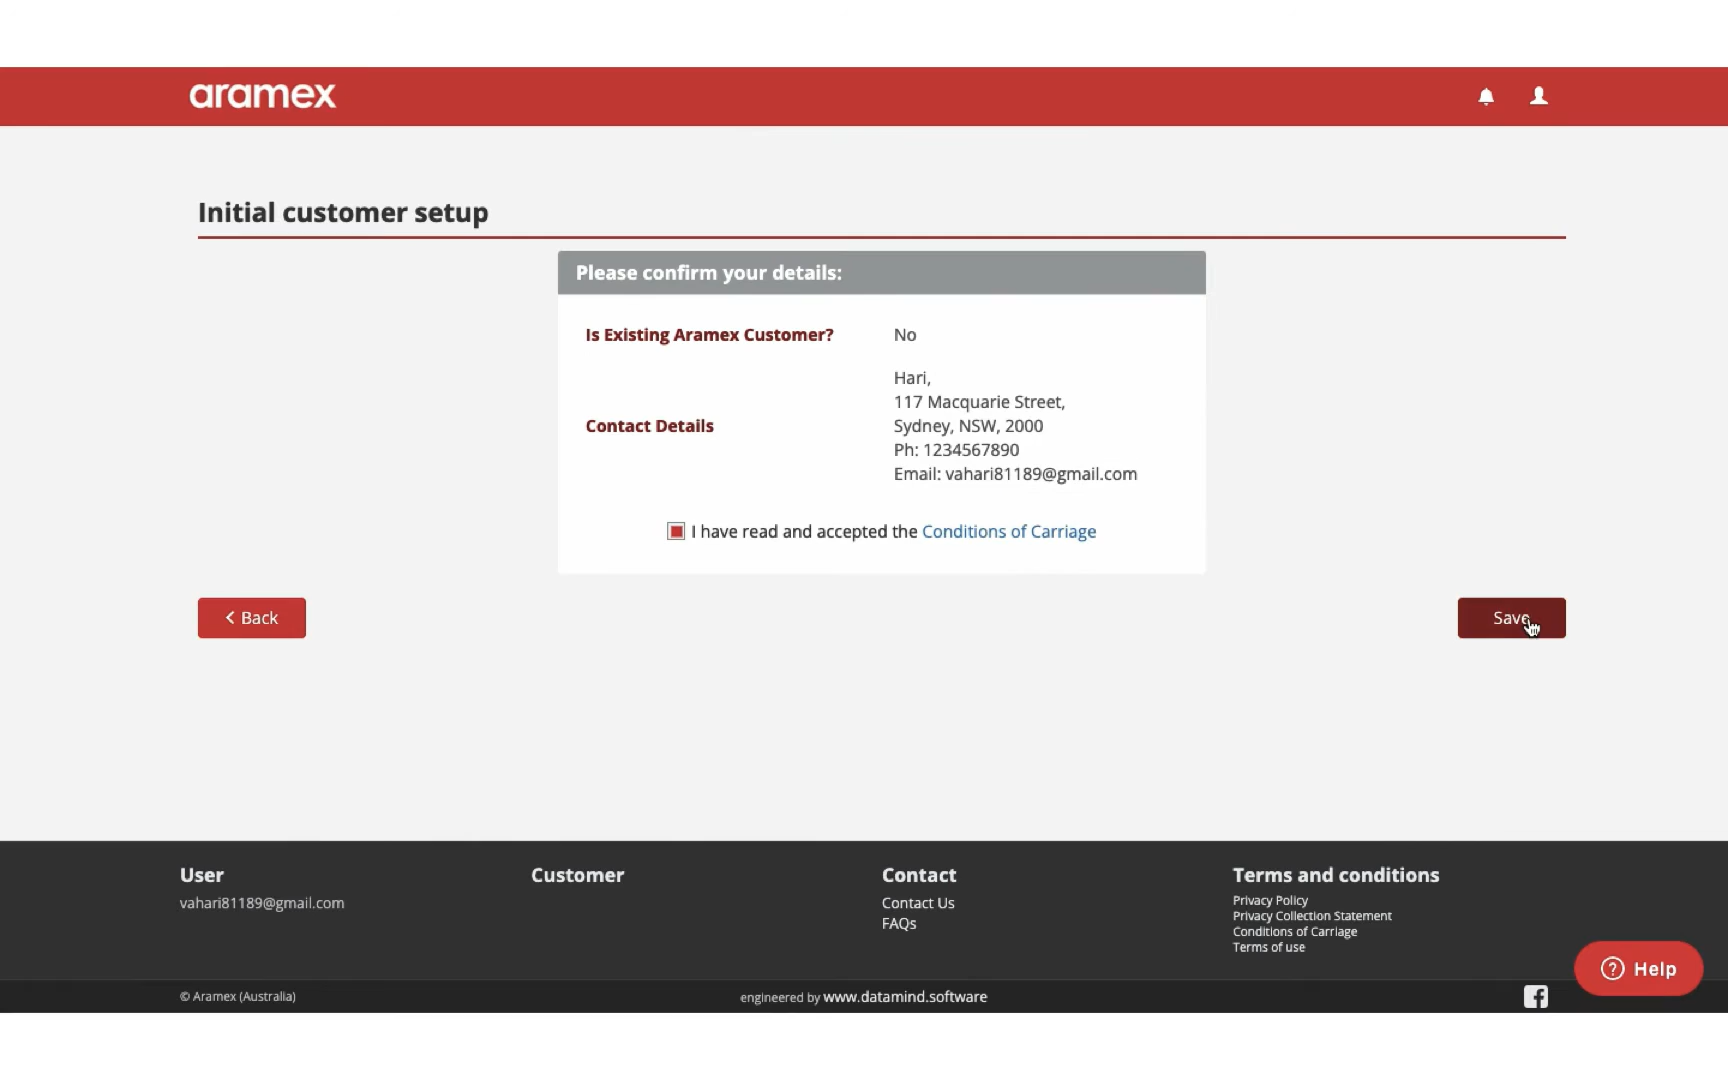 aramex
Initial customer setup
Please confirm your details:
Is Existing Aramex Customer? No
Contact Details
Hari,
117 Macquarie Street,
Sydney, NSW, 2000
Ph: 1234567890
Email: vahari81189@gmail.com
I have read and accepted the Conditions of Carriage
Back
Save
User
vahari81189@gmail.com
Customer
Contact
Contact Us
FAQs
Terms and conditions
Privacy Policy
Privacy Collection Statement
Conditions of Carriage
Terms of use
? Help
© Aramex (Australia)
engineered by www.datamind.software